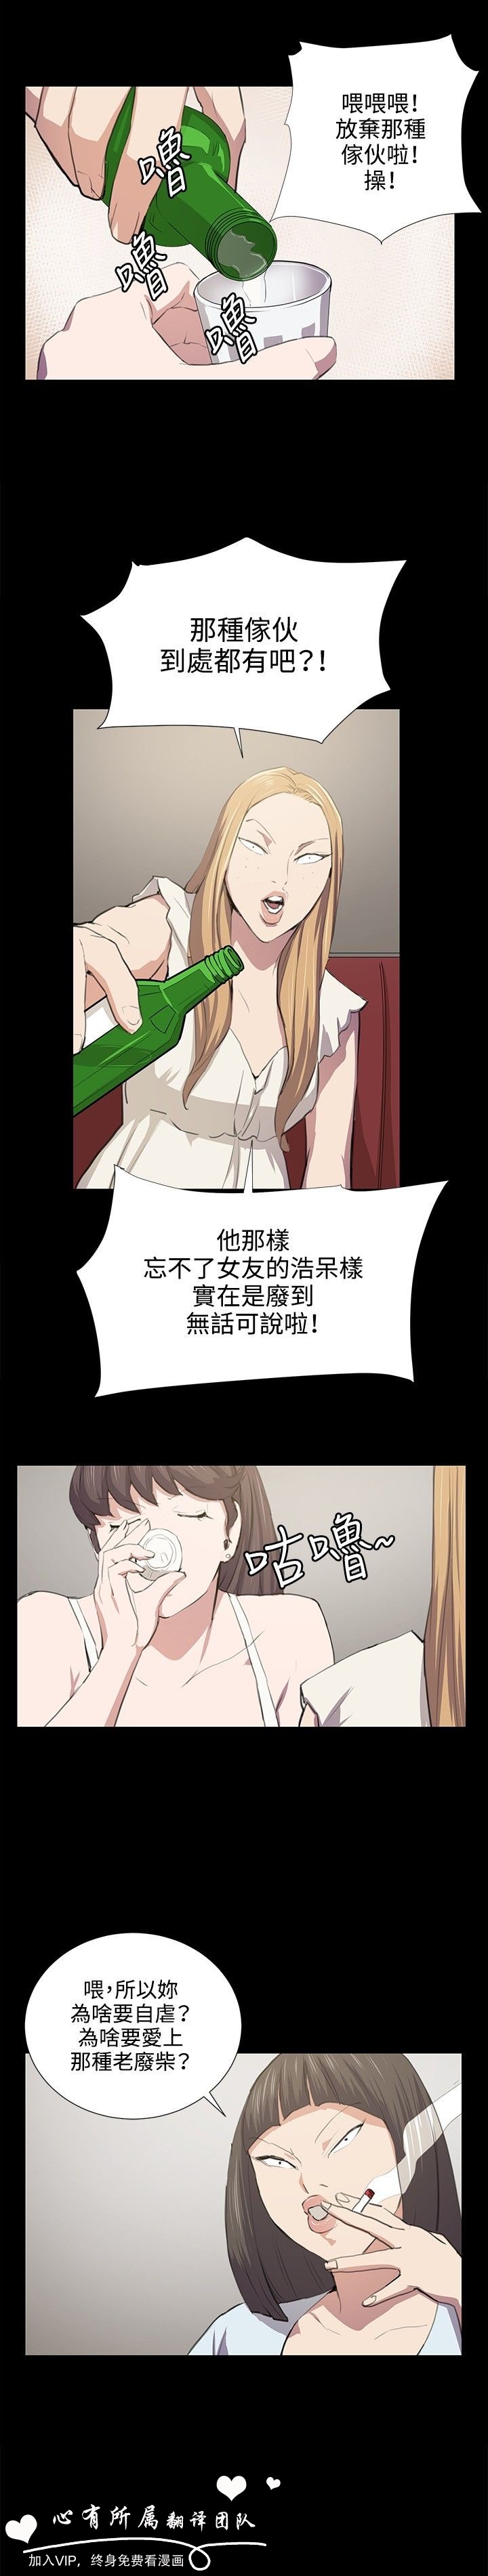 喂喂喂!
放棄那種
傢伙啦!
操!
嚕
嚕
嚕
那種傢伙
到處都有吧?!
他那樣
忘不了女友的浩呆樣
實在是廢到
無話可說啦!
咕嚕~
喂,所以妳
為啥要自虐?
為啥要愛上
那種老廢柴?
心有所属翻译团队
加入VIP，终身免费看漫画